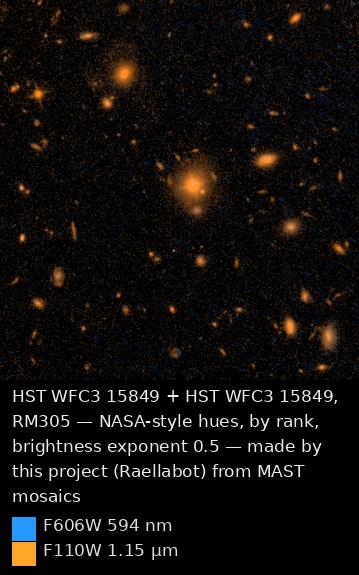 HST WFC3 15849 + HST WFC3 15849,
RM305 — NASA-style hues, by rank,
brightness exponent 0.5 — made by
this project (Raellabot) from MAST
mosaics
F606W 594 nm
F110W 1.15 μm